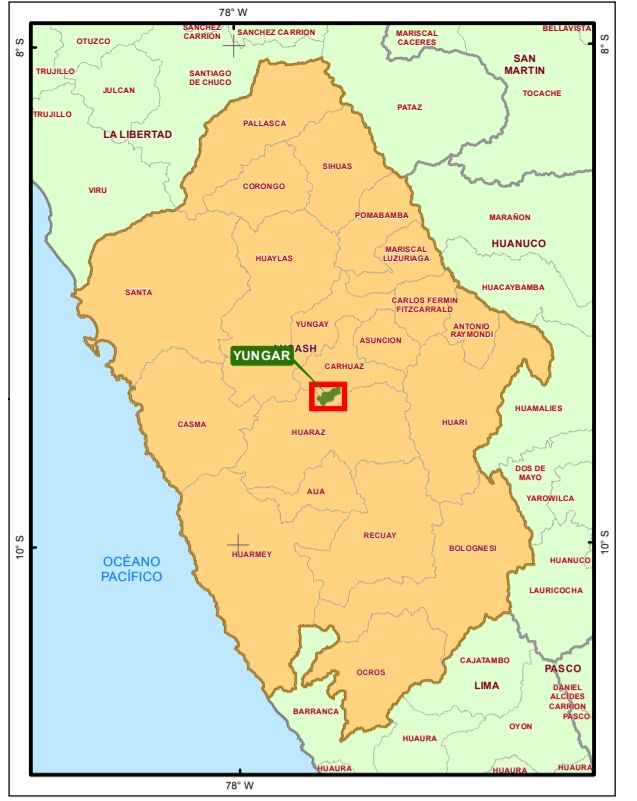 78° W
8° S
8° S
OTUZCO
SANCHEZ
CARRIÓN
SANCHEZ CARRION
MARISCAL
CACERES
BELLAVISTA
SAN
MARTIN
TRUJILLO
JULCAN
SANTIAGO
DE CHUCO
TOCACHE
PATAZ
TRUJILLO
LA LIBERTAD
PALLASCA
SIHUAS
VIRU
CORONGO
POMABAMBA
MARAÑON
HUANUCO
MARISCAL
LUZURIAGA
HUAYLAS
HUACAYBAMBA
SANTA
CARLOS FERMIN
FITZCARRALD
YUNGAY
ANTONIO
RAYMONDI
ASUNCION
ASH
YUNGAR
CARHUAZ
HUAMALIES
CASMA
HUARI
HUARAZ
DOS DE
MAYO
AIJA
YAROWILCA
RECUAY
10° S
10° S
HUARMEY
BOLOGNESI
HUANUCO
OCÉANO
PACÍFICO
LAURICOCHA
CAJATAMBO
PASCO
OCROS
LIMA
DANIEL
ALCIDES
CARRION
PASCO
BARRANCA
OYON
HUAURA
HUAURA
HUAURA
HUAURA
78° W